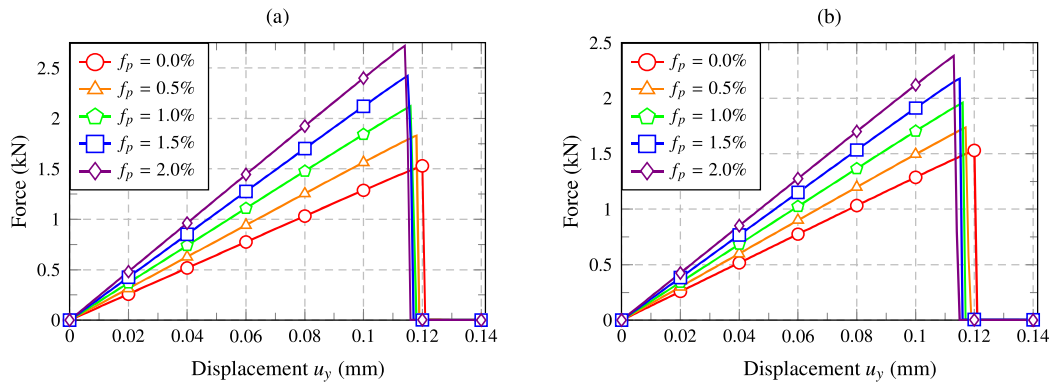 (a)
Force (kN)
2.5
2
1.5
1
0.5
0
f_p = 0.0%
f_p = 0.5%
f_p = 1.0%
f_p = 1.5%
f_p = 2.0%
0 0.02 0.04 0.06 0.08 0.1 0.12 0.14
Displacement u_y (mm)
(b)
Force (kN)
2.5
2
1.5
1
0.5
0
f_p = 0.0%
f_p = 0.5%
f_p = 1.0%
f_p = 1.5%
f_p = 2.0%
0 0.02 0.04 0.06 0.08 0.1 0.12 0.14
Displacement u_y (mm)